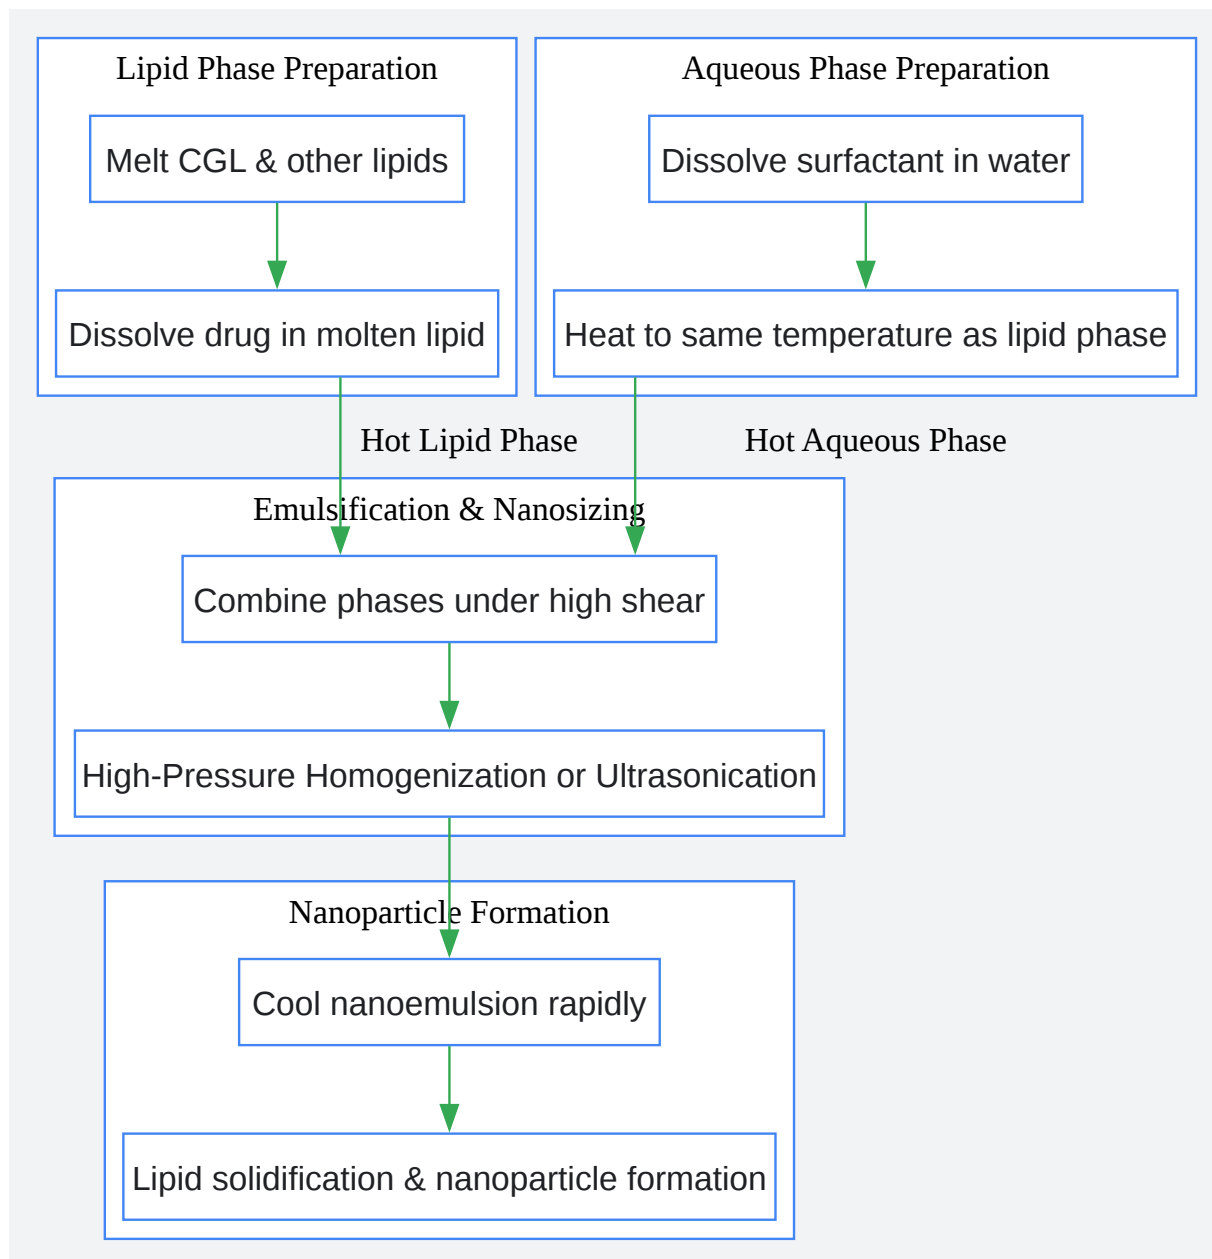 Lipid Phase Preparation
Melt CGL & other lipids
Dissolve drug in molten lipid
Aqueous Phase Preparation
Dissolve surfactant in water
Heat to same temperature as lipid phase
Hot Lipid Phase
Hot Aqueous Phase
Emulsification & Nanosizing
Combine phases under high shear
High-Pressure Homogenization or Ultrasonication
Nanoparticle Formation
Cool nanoemulsion rapidly
Lipid solidification & nanoparticle formation